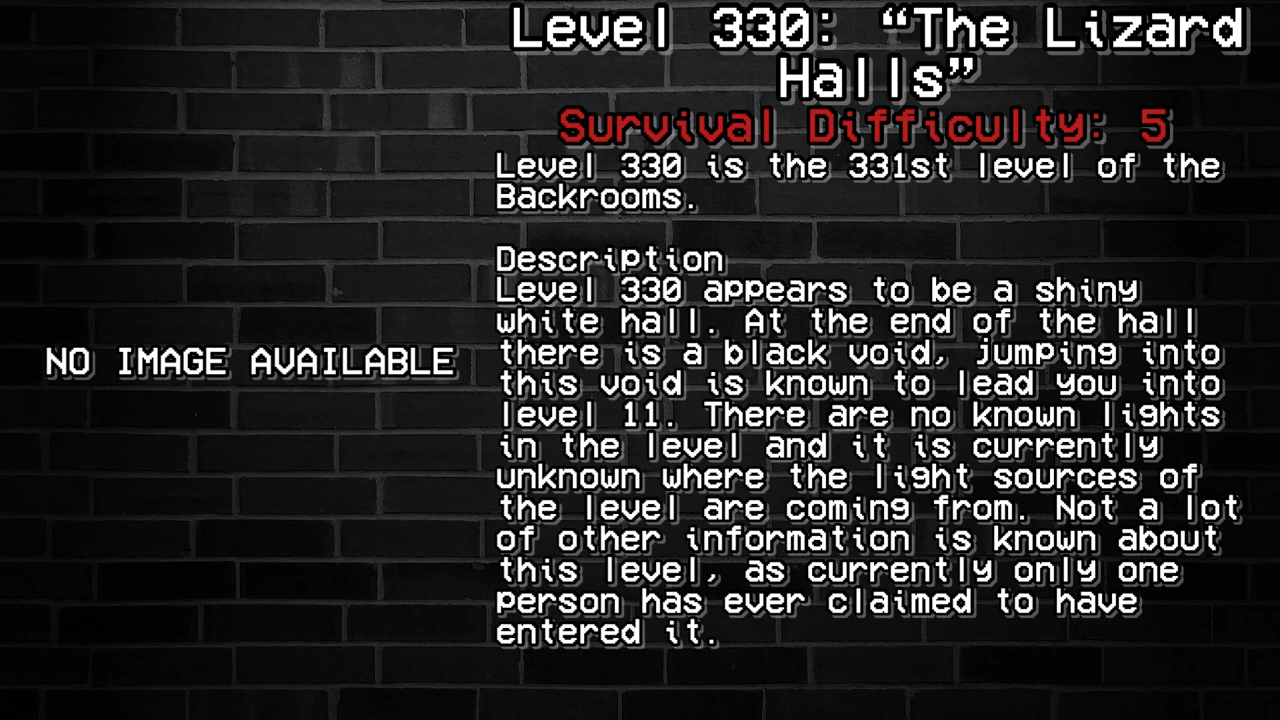 Level 330: “The Lizard
Halls”
Survival Difficulty: 5
Level 330 is the 331st level of the
Backrooms.
Description
Level 330 appears to be a shiny
white hall. At the end of the hall
there is a black void, jumping into
this void is known to lead you into
level 11. There are no known lights
in the level and it is currently
unknown where the light sources of
the level are coming from. Not a lot
of other information is known about
this level, as currently only one
person has ever claimed to have
entered it.
NO IMAGE AVAILABLE